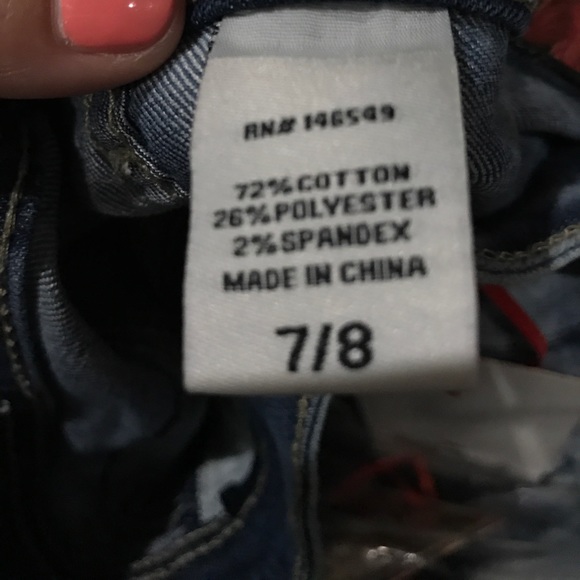 RN# 146549
72%COTTON
26%POLYESTER
2%SPANDEX
MADE IN CHINA
7/8